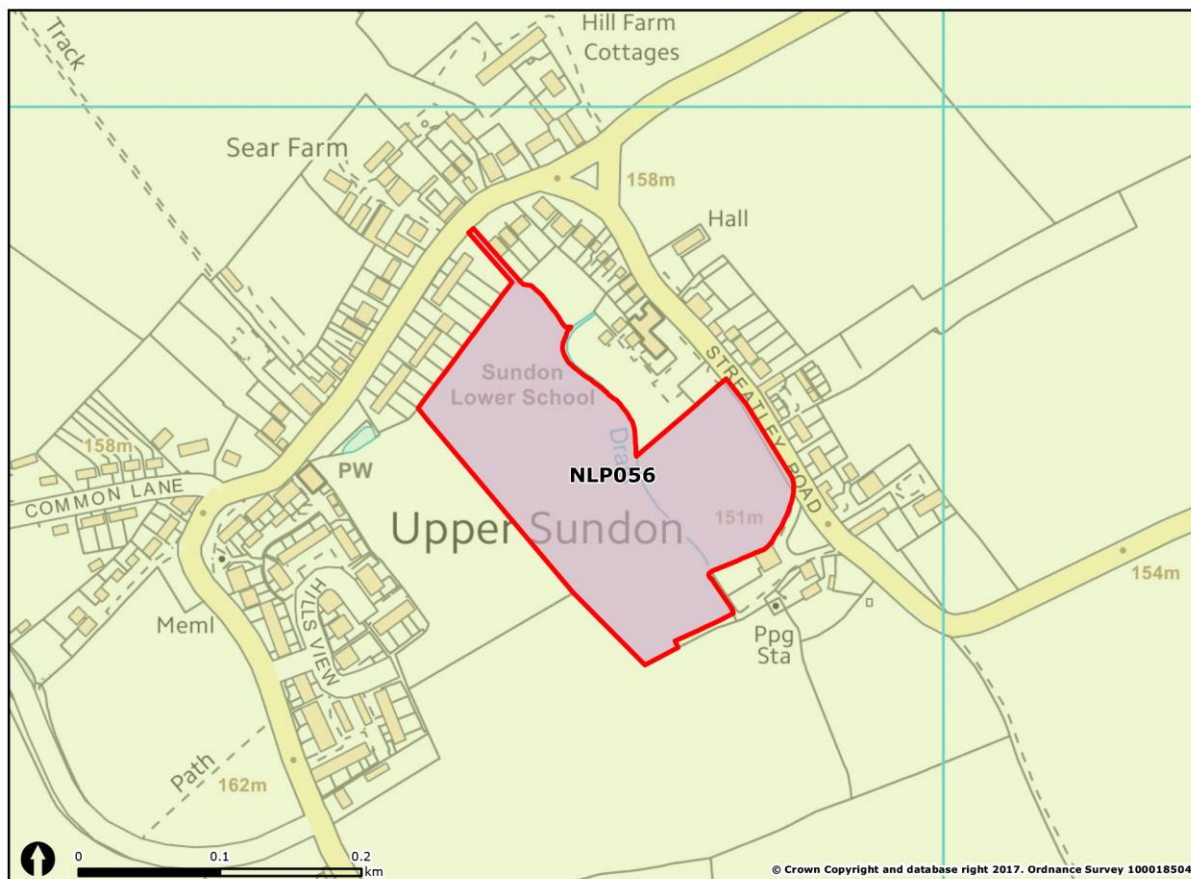 Hill Farm
Cottages
Track
Sear Farm
158m
Hall
STREATLEY ROAD
Sundon
Lower School
158m
COMMON LANE
PW
Dra
NLP056
Upper Sundon
151m
154m
HILLS VIEW
Meml
Ppg
Sta
Path
162m
0
0.1
0.2
km
© Crown Copyright and database right 2017. Ordnance Survey 100018504